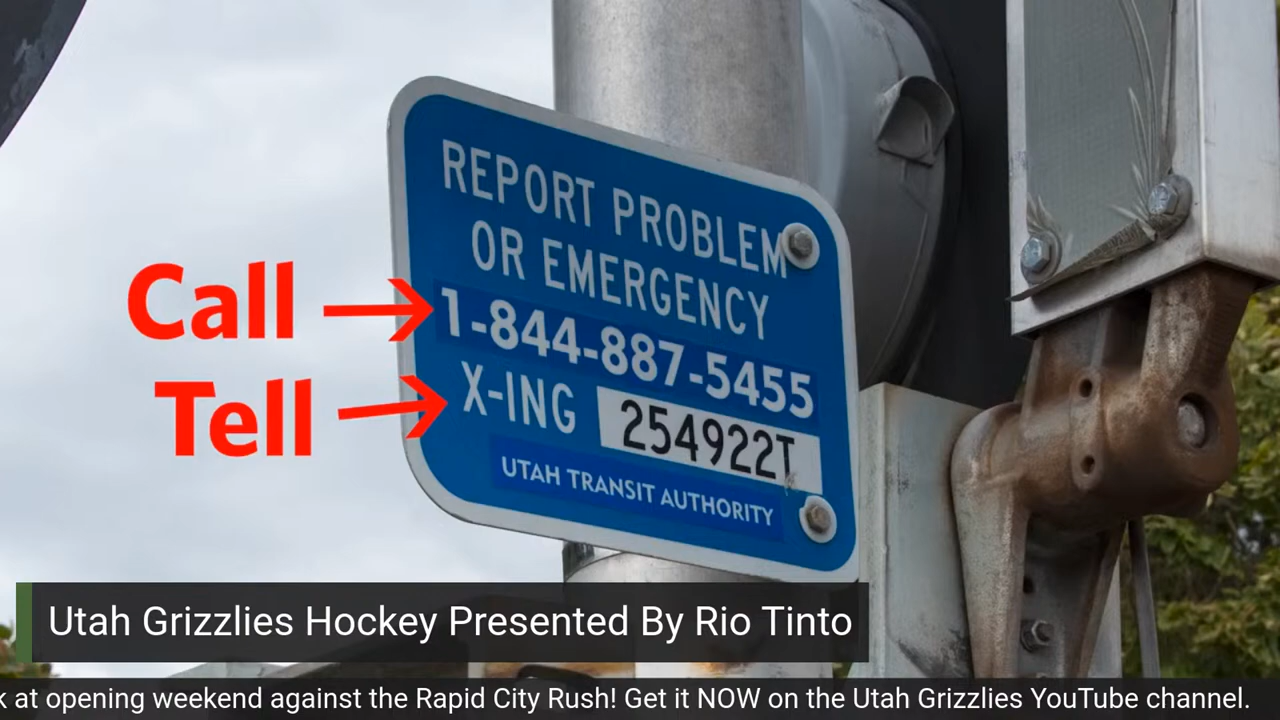 REPORT PROBLEM
OR EMERGENCY
Call
1-844-887-5455
Tell
X-ING 254922T
UTAH TRANSIT AUTHORITY
Utah Grizzlies Hockey Presented By Rio Tinto
at opening weekend against the Rapid City Rush! Get it NOW on the Utah Grizzlies YouTube channel.